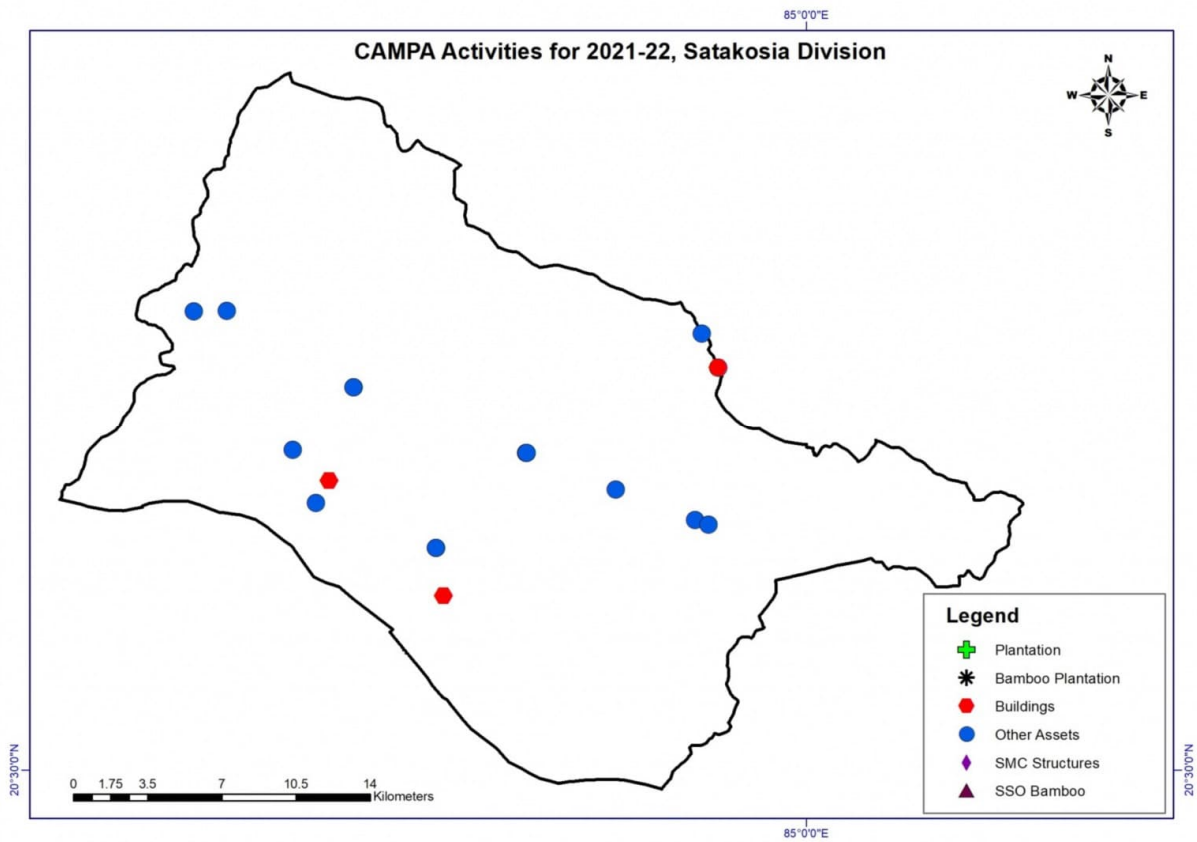 85°0'0"E
CAMPA Activities for 2021-22, Satakosia Division
N
W E
S
Legend
Plantation
Bamboo Plantation
Buildings
Other Assets
SMC Structures
SSO Bamboo
20°30'0"N
20°30'0"N
0 1.75 3.5 7 10.5 14
Kilometers
85°0'0"E